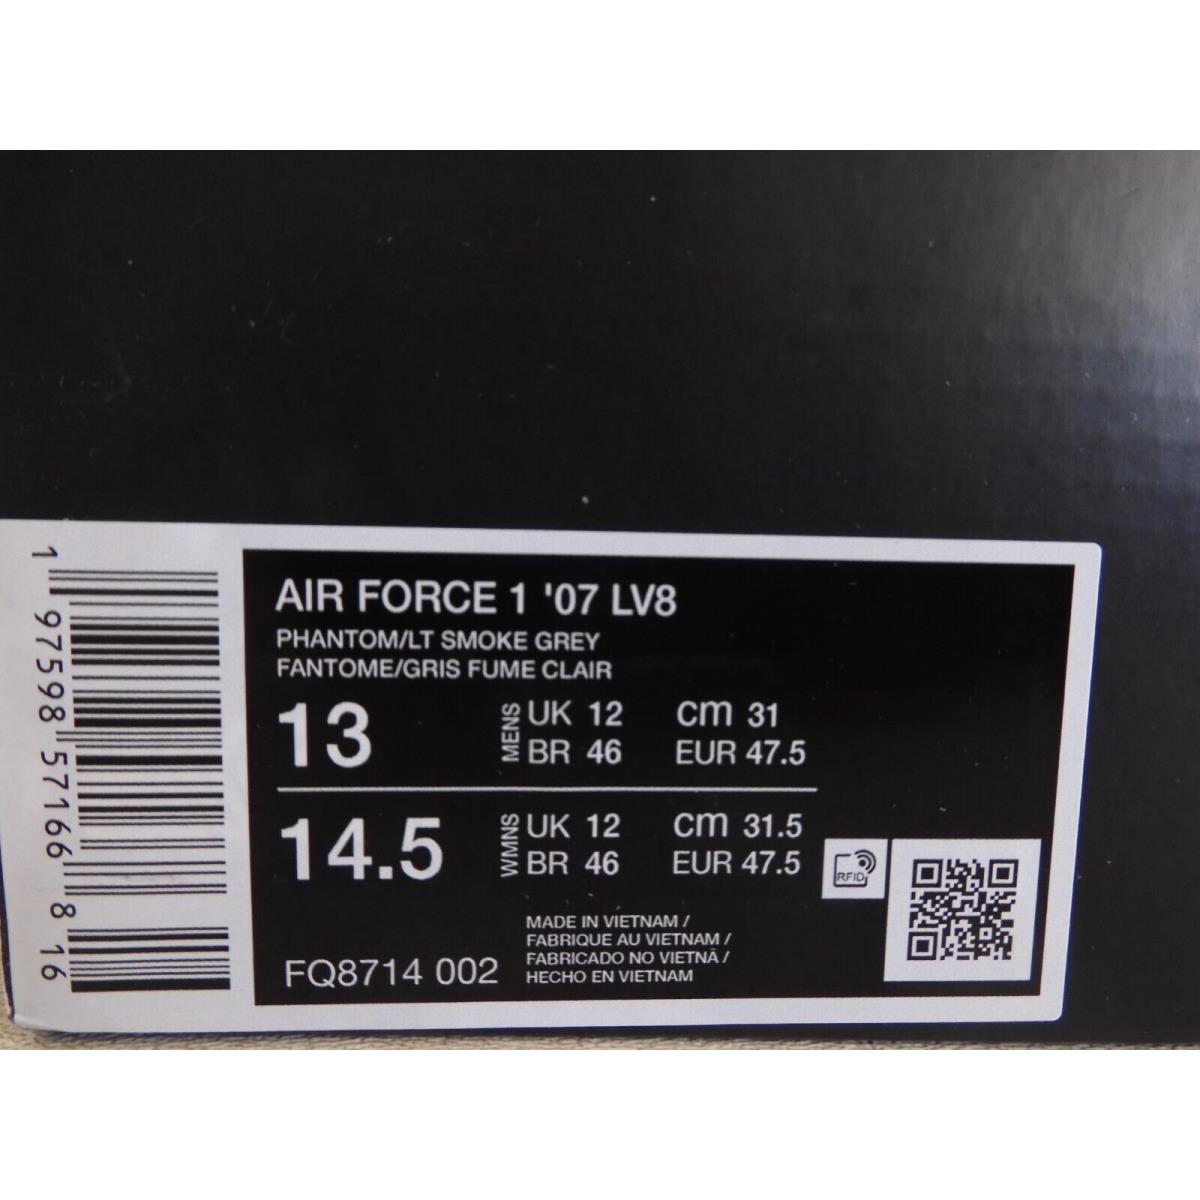 AIR FORCE 1 '07 LV8
PHANTOM/LT SMOKE GREY
FANTOME/GRIS FUME CLAIR
13 MENS UK 12 cm 31
BR 46 EUR 47.5
14.5 WMNS UK 12 cm 31.5
BR 46 EUR 47.5
RFID
MADE IN VIETNAM /
FABRIQUE AU VIETNAM /
FABRICADO NO VIETNÃ /
HECHO EN VIETNAM
FQ8714 002
1 97598 57166 8 16